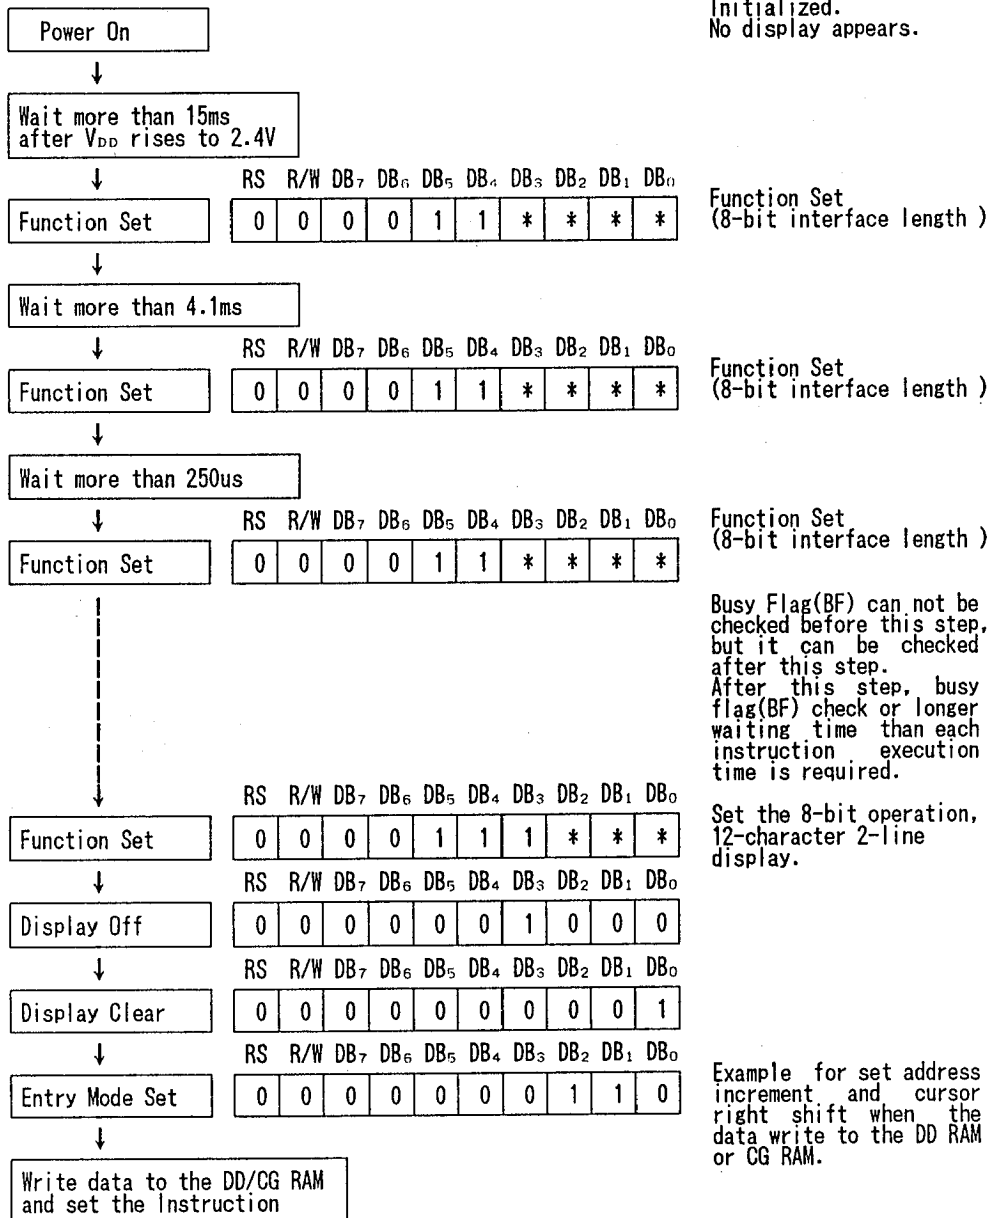 Initialized.
No display appears.
Power On
↓
Wait more than 15ms
after VDD rises to 2.4V
↓
RS R/W DB7 DB6 DB5 DB4 DB3 DB2 DB1 DB0
Function Set 0 0 0 0 1 1 * * * *
Function Set
(8-bit interface length )
↓
Wait more than 4.1ms
↓
RS R/W DB7 DB6 DB5 DB4 DB3 DB2 DB1 DB0
Function Set 0 0 0 0 1 1 * * * *
Function Set
(8-bit interface length )
↓
Wait more than 250us
↓
RS R/W DB7 DB6 DB5 DB4 DB3 DB2 DB1 DB0
Function Set 0 0 0 0 1 1 * * * *
Function Set
(8-bit interface length )
Busy Flag(BF) can not be
checked before this step,
but it can be checked
after this step.
After this step, busy
flag(BF) check or longer
waiting time than each
instruction execution
time is required.
RS R/W DB7 DB6 DB5 DB4 DB3 DB2 DB1 DB0
Function Set 0 0 0 0 1 1 1 * * *
Set the 8-bit operation,
12-character 2-line
display.
↓
RS R/W DB7 DB6 DB5 DB4 DB3 DB2 DB1 DB0
Display Off 0 0 0 0 0 0 1 0 0 0
↓
RS R/W DB7 DB6 DB5 DB4 DB3 DB2 DB1 DB0
Display Clear 0 0 0 0 0 0 0 0 0 1
↓
RS R/W DB7 DB6 DB5 DB4 DB3 DB2 DB1 DB0
Entry Mode Set 0 0 0 0 0 0 0 1 1 0
Example for set address
increment and cursor
right shift when the
data write to the DD RAM
or CG RAM.
↓
Write data to the DD/CG RAM
and set the Instruction